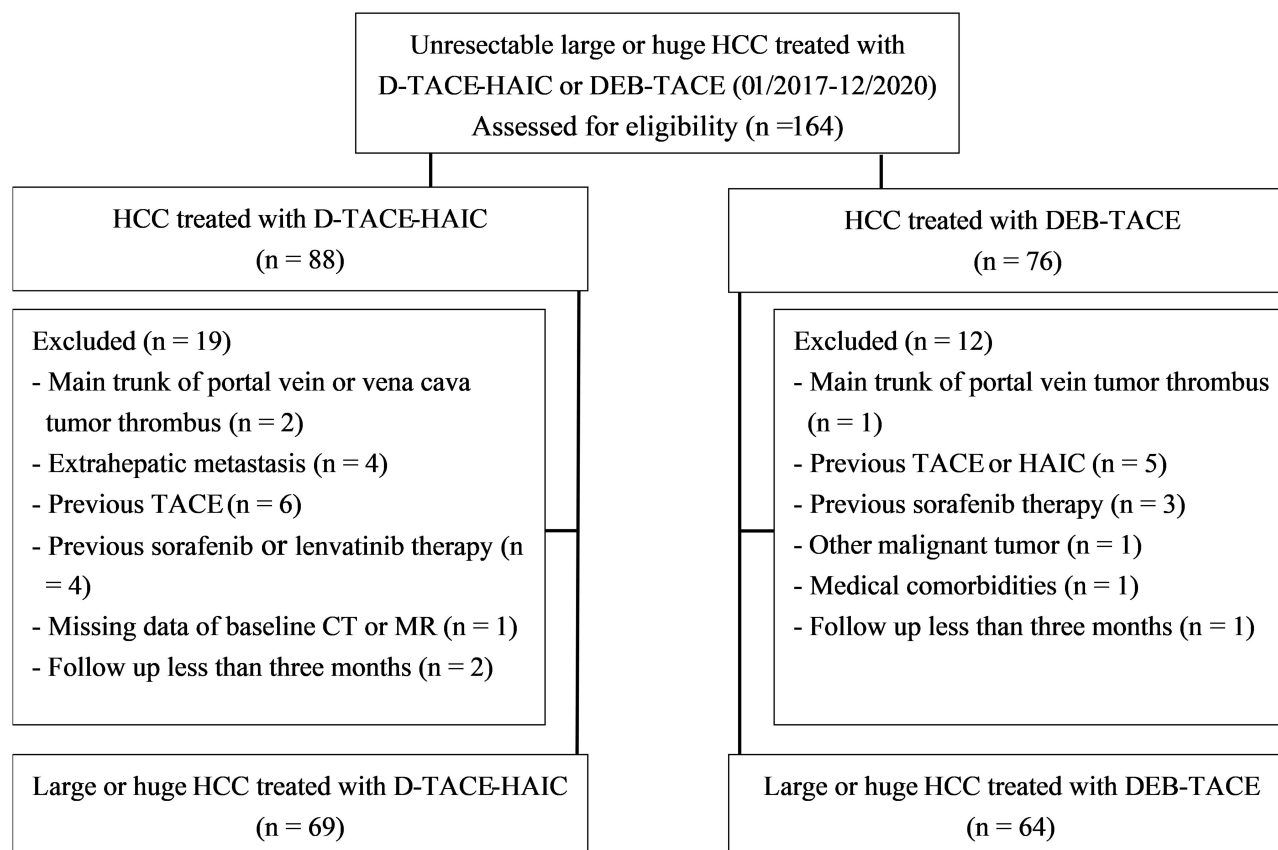 Unresectable large or huge HCC treated with
D-TACE-HAIC or DEB-TACE (01/2017-12/2020)
Assessed for eligibility (n =164)
HCC treated with D-TACE-HAIC
(n = 88)
HCC treated with DEB-TACE
(n = 76)
Excluded (n = 19)
- Main trunk of portal vein or vena cava
tumor thrombus (n = 2)
- Extrahepatic metastasis (n = 4)
- Previous TACE (n = 6)
- Previous sorafenib or lenvatinib therapy (n
= 4)
- Missing data of baseline CT or MR (n = 1)
- Follow up less than three months (n = 2)
Excluded (n = 12)
- Main trunk of portal vein tumor thrombus
(n = 1)
- Previous TACE or HAIC (n = 5)
- Previous sorafenib therapy (n = 3)
- Other malignant tumor (n = 1)
- Medical comorbidities (n = 1)
- Follow up less than three months (n = 1)
Large or huge HCC treated with D-TACE-HAIC
(n = 69)
Large or huge HCC treated with DEB-TACE
(n = 64)